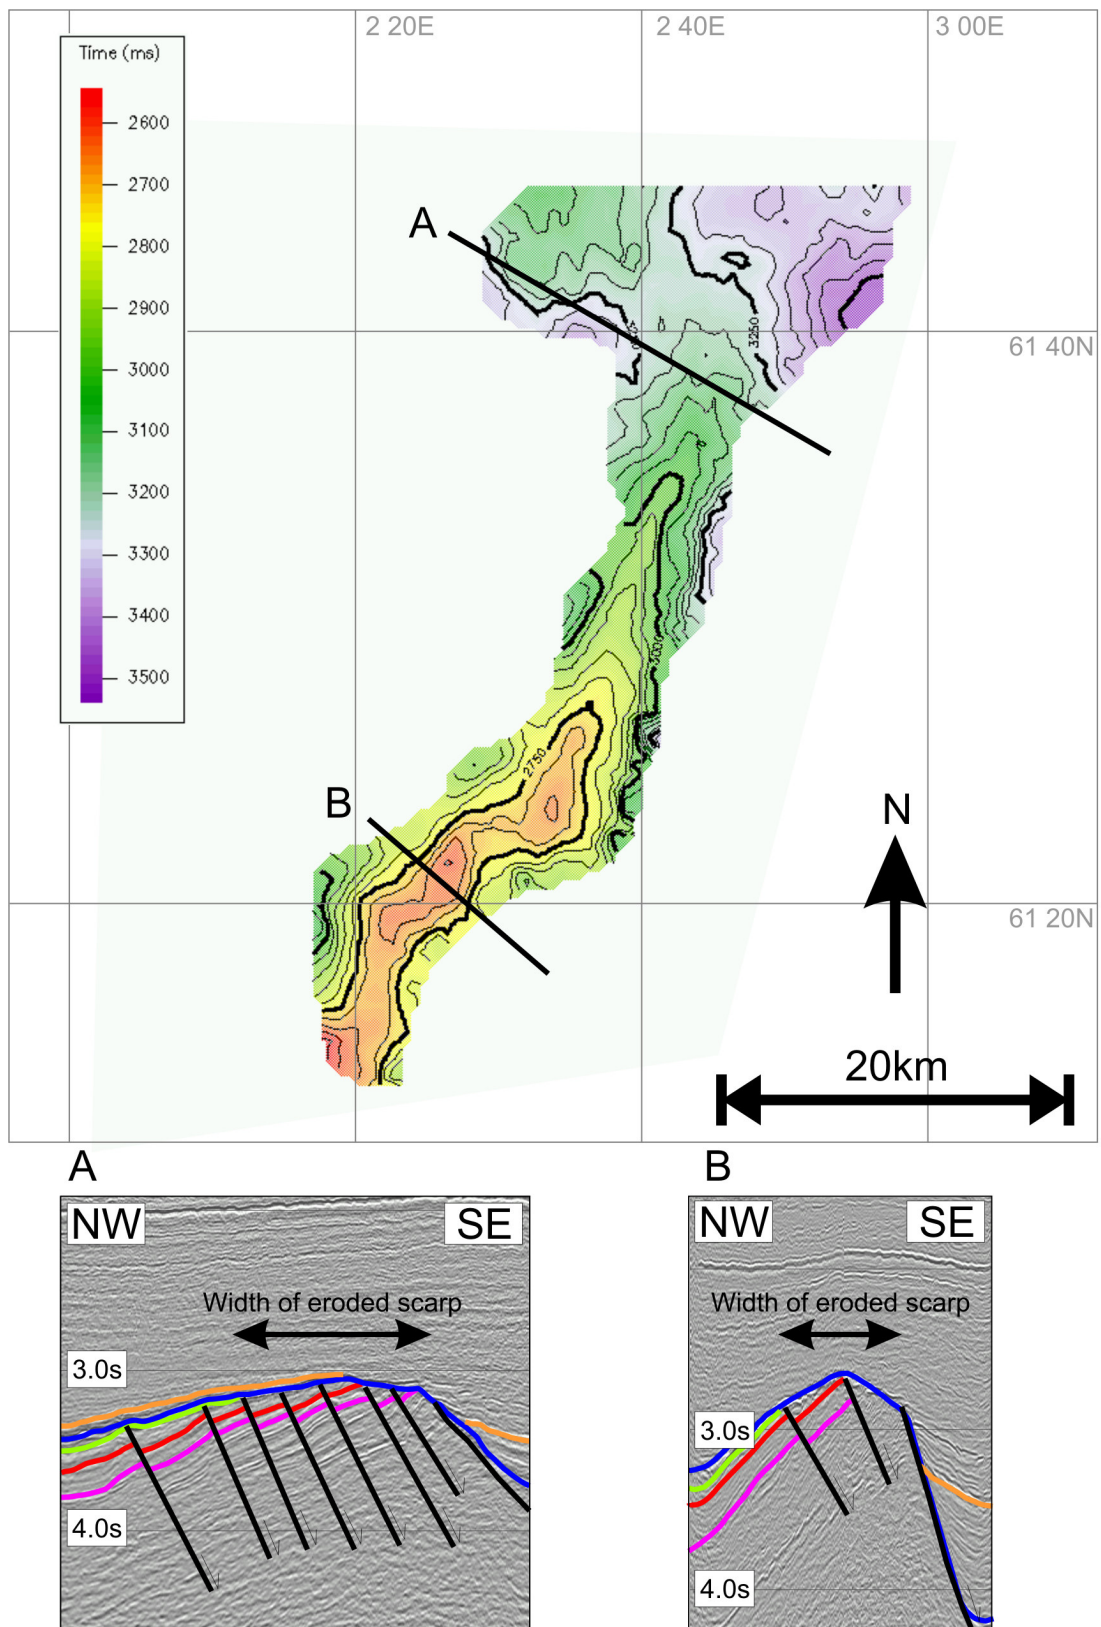 2 20E
2 40E
3 00E
Time (ms)
2600
2700
2800
2900
3000
3100
3200
3300
3400
3500
A
3250
61 40N
3000
2750
B
N
61 20N
20km
A
B
NW
SE
NW
SE
Width of eroded scarp
Width of eroded scarp
3.0s
3.0s
4.0s
4.0s